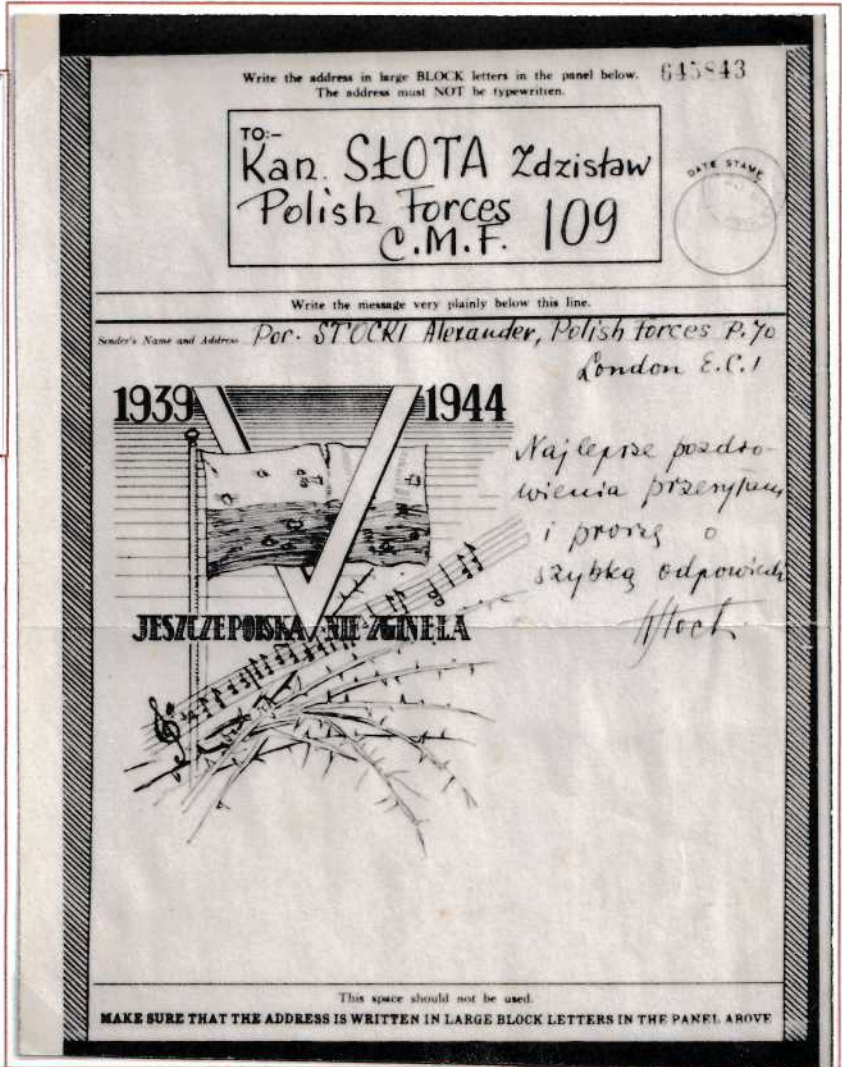 Write the address in large BLOCK letters in the panel below.
The address must NOT be typewritten.
645843
TO:-
Kan. SŁOTA Zdzisław
Polish Forces
C.M.F. 109
DATE STAMP
Write the message very plainly below this line.
Sender's Name and Address Por. STOCKI Alexander, Polish Forces P.70
London E.C.1
1939 1944
JESZCZE POLSKA NIE ZGINĘŁA
Najlepsze pozdro-
wienia przesyłam
i proszę o
szybką odpowiedź
This space should not be used.
MAKE SURE THAT THE ADDRESS IS WRITTEN IN LARGE BLOCK LETTERS IN THE PANEL ABOVE